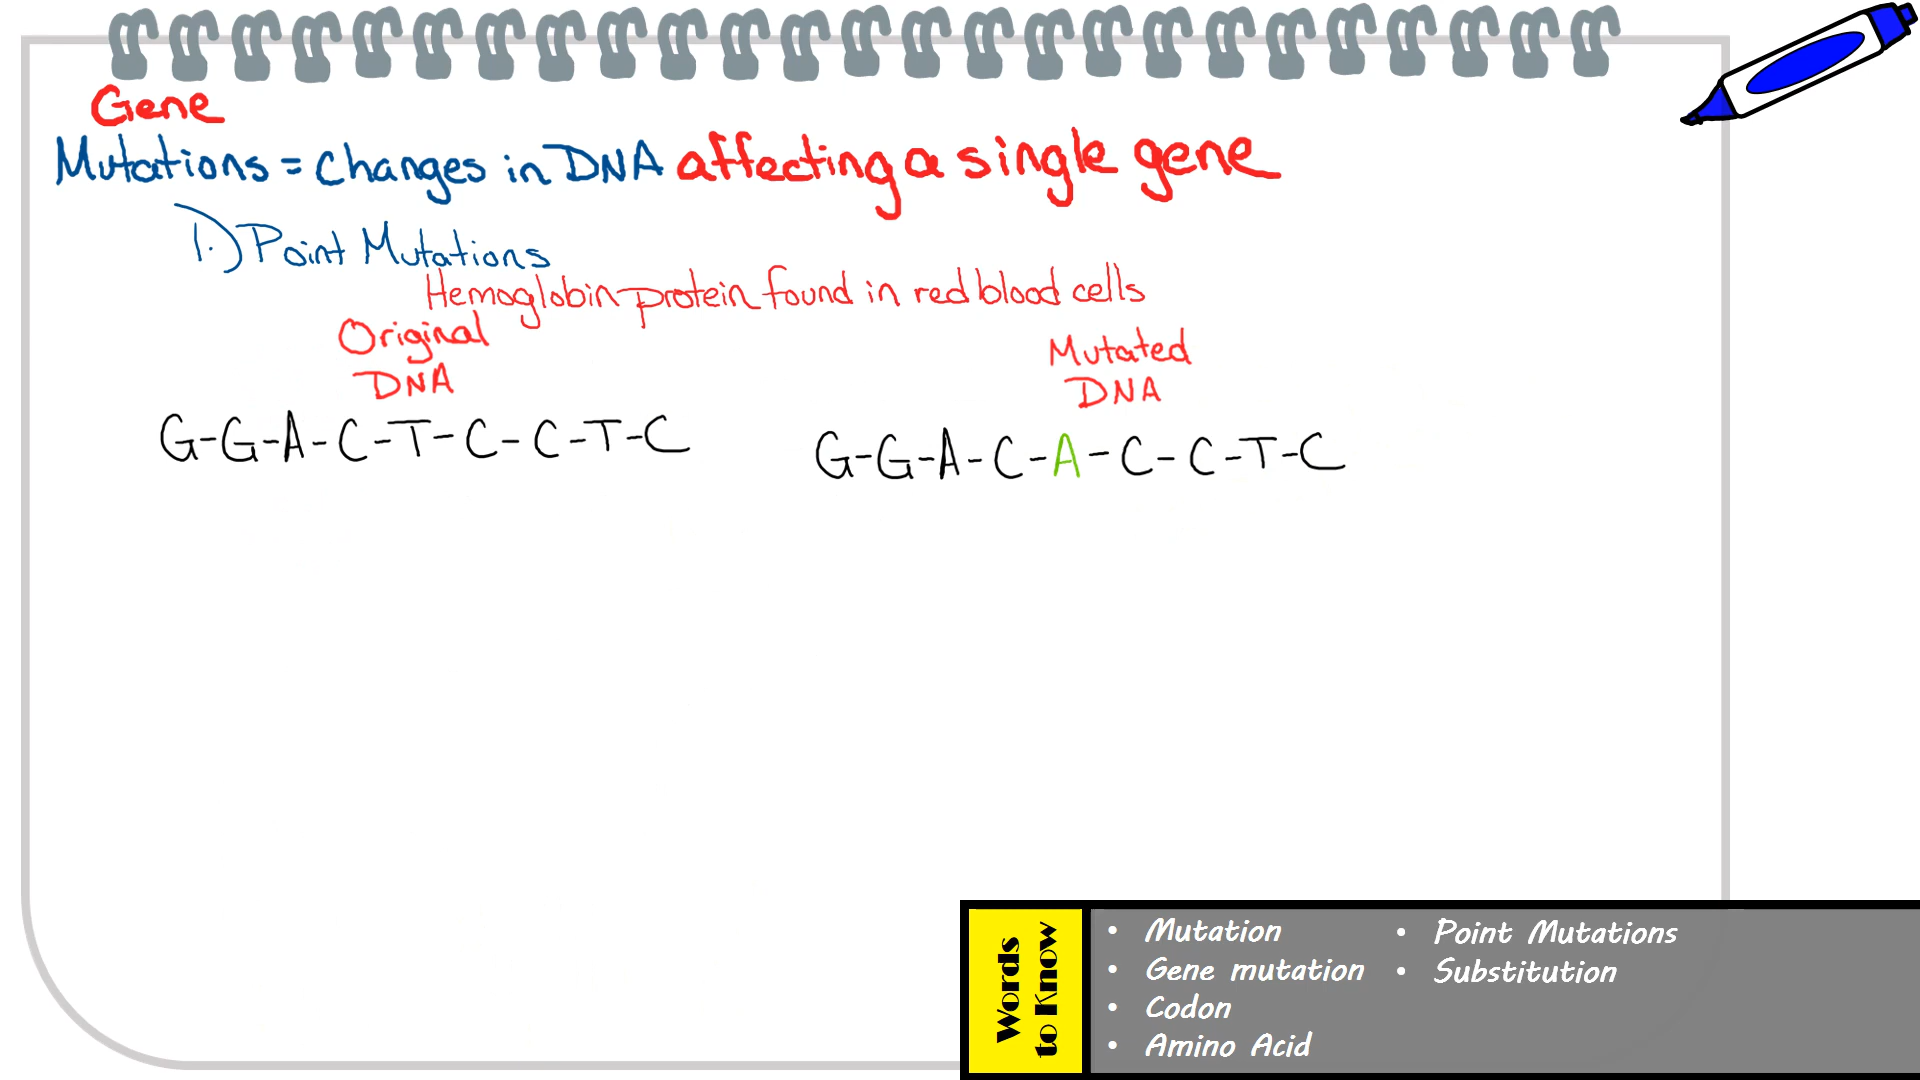 Gene
Mutations = Changes in DNA affecting a single gene
1.) Point Mutations
Hemoglobin protein found in red blood cells
Original
DNA
G-G-A-C-T-C-C-T-C
Mutated
DNA
G-G-A-C-A-C-C-T-C
Words
to Know
• Mutation
• Gene mutation
• Codon
• Amino Acid
• Point Mutations
• Substitution